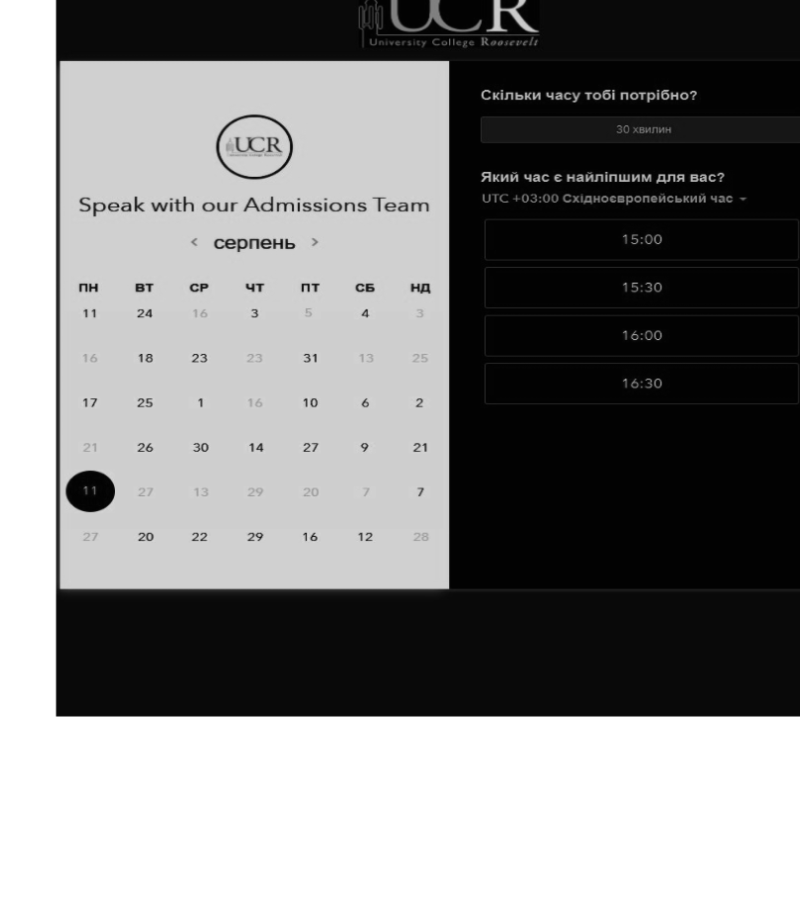 UCR
University College Roosevelt
UCR
Speak with our Admissions Team
< серпень >
ПН ВТ СР ЧТ ПТ СБ НД
11 24 16 3 5 4 3
16 18 23 23 31 13 25
17 25 1 16 10 6 2
21 26 30 14 27 9 21
11 27 13 29 20 7 7
27 20 22 29 16 12 28
Скільки часу тобі потрібно?
30 хвилин
Який час є найліпшим для вас?
UTC +03:00 Східноєвропейський час
15:00
15:30
16:00
16:30